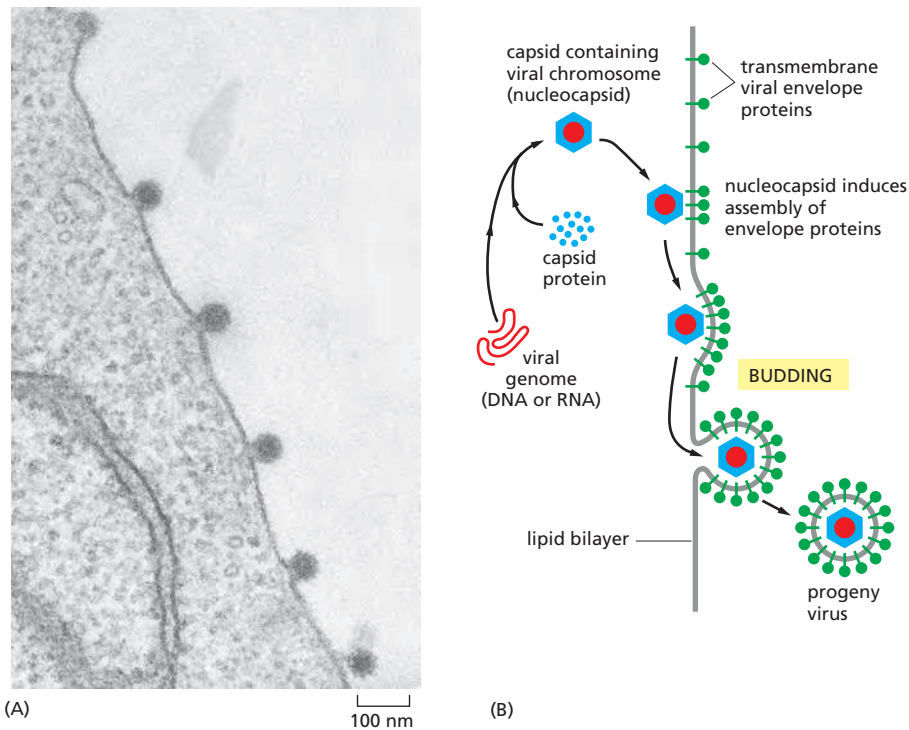 capsid containing
viral chromosome
(nucleocapsid)
transmembrane
viral envelope
proteins
nucleocapsid induces
assembly of
envelope proteins
capsid
protein
viral
genome
(DNA or RNA)
BUDDING
lipid bilayer
progeny
virus
(A)
100 nm
(B)